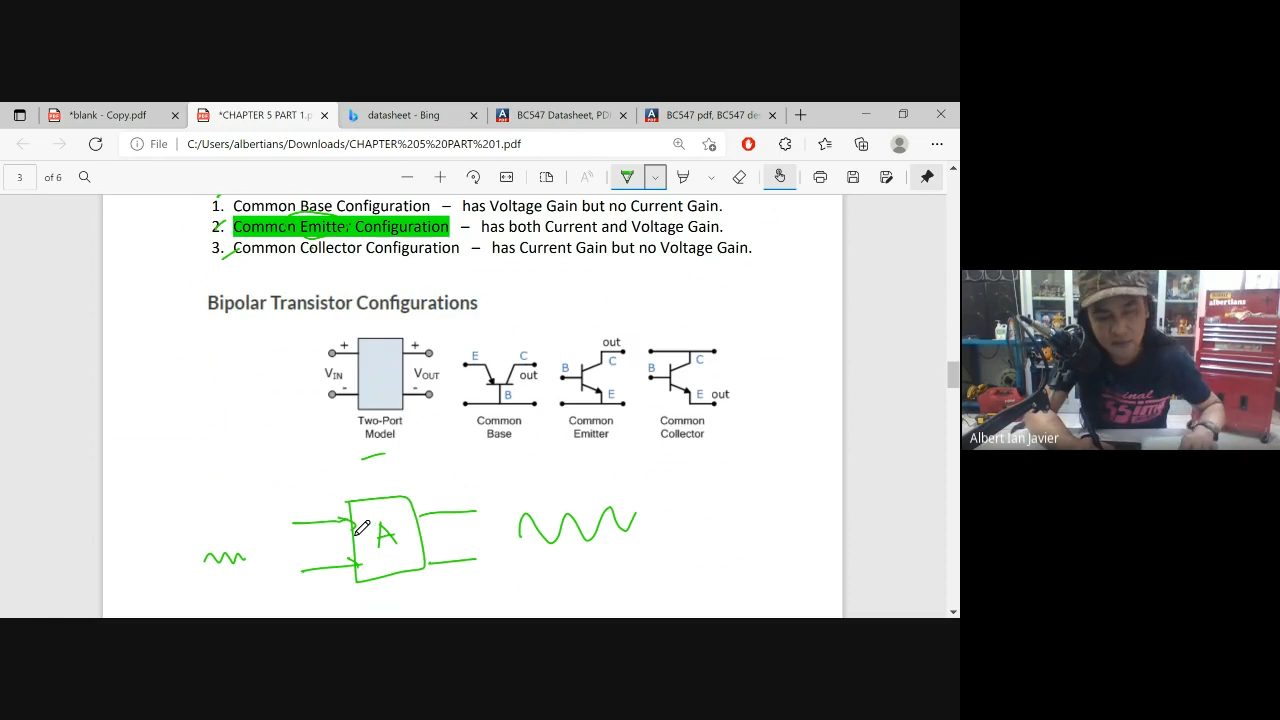 *blank - Copy.pdf
*CHAPTER 5 PART 1.p
datasheet - Bing
BC547 Datasheet, PD
BC547 pdf, BC547 de
File
C:/Users/albertians/Downloads/CHAPTER%205%20PART%201.pdf
3 of 6
1. Common Base Configuration – has Voltage Gain but no Current Gain.
2. Common Emitter Configuration – has both Current and Voltage Gain.
3. Common Collector Configuration – has Current Gain but no Voltage Gain.
Bipolar Transistor Configurations
+ +
VIN VOUT
- -
Two-Port
Model
E C
out
B
Common
Base
out
B C
E
Common
Emitter
C
B
E out
Common
Collector
A
albertians
Albert Ian Javier